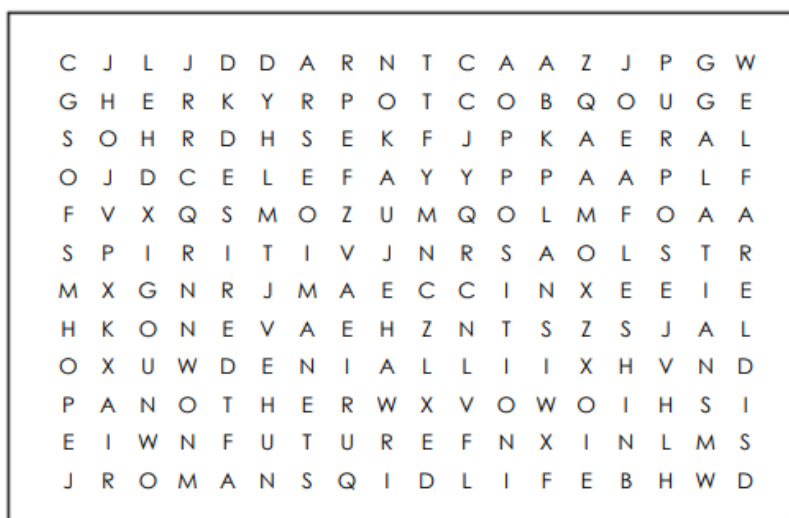 C J L J D D A R N T C A A Z J P G W
G H E R K Y R P O T C O B Q O U G E
S O H R D H S E K F J P K A E R A L
O J D C E L E F A Y Y P P A A P L F
F V X Q S M O Z U M Q O L M F O A A
S P I R I T I V J N R S A O L S T R
M X G N R J M A E C C I N X E E I E
H K O N E V A E H Z N T S Z S J A L
O X U W D E N I A L L I I X H V N D
P A N O T H E R W X V O W O I H S I
E I W N F U T U R E F N X I N L M S
J R O M A N S Q I D L I F E B H W D